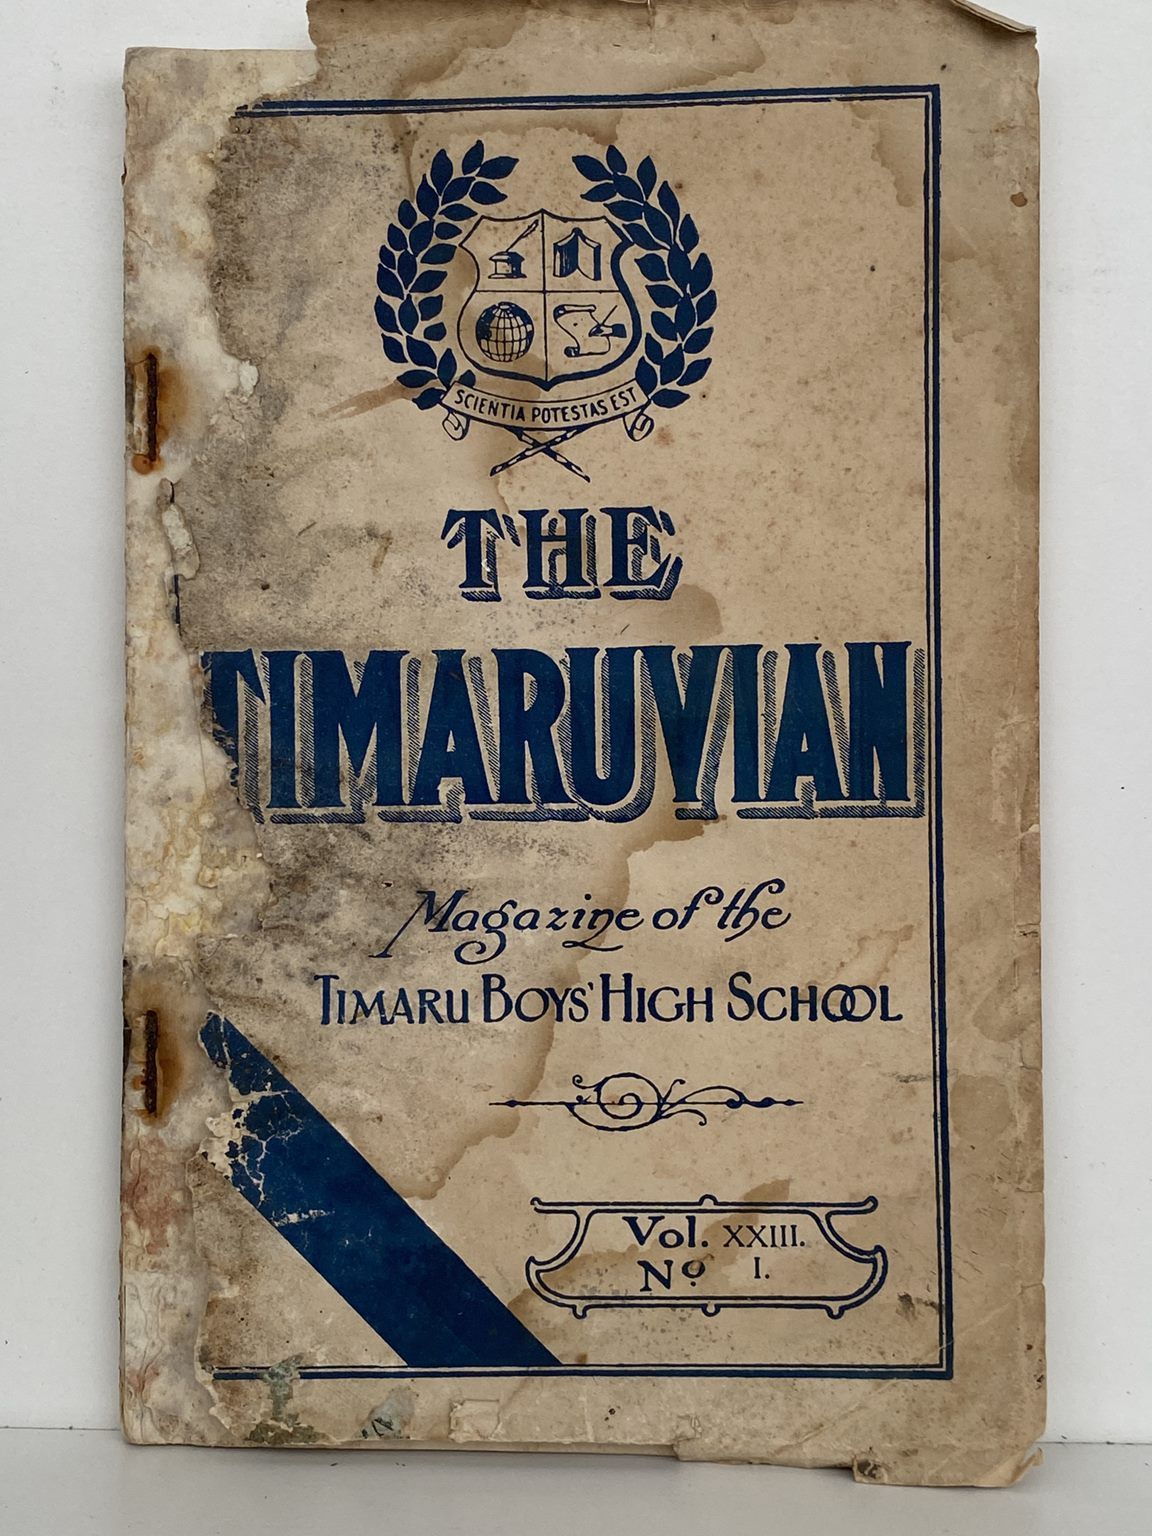 SCIENTIA POTESTAS EST
THE
TIMARUVIAN
Magazine of the
TIMARU BOYS' HIGH SCHOOL
Vol. XXIII.
No. I.